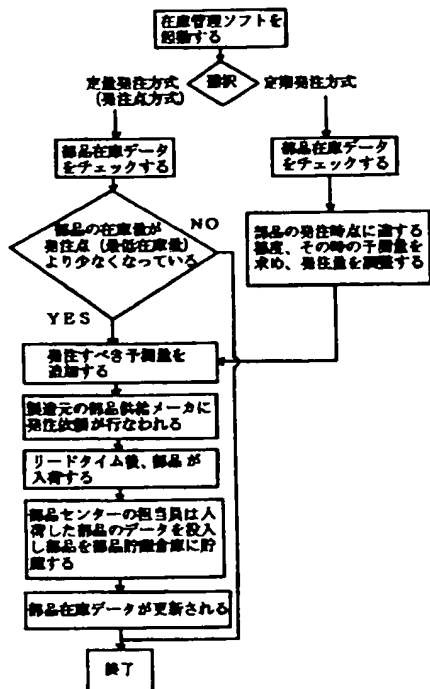 在庫管理ソフトを
起動する
定量発注方式
(発注点方式)
選択
定期発注方式
部品在庫データ
をチェックする
部品在庫データ
をチェックする
部品の在庫量が
発注点(最低在庫量)
より少なくなっている
NO
YES
部品の発注時点に達する
都度、その時の予測量を
求め、発注量を調整する
発注すべき予測量を
追加する
製造元の部品供給メーカに
発注依頼が行なわれる
リードタイム後、部品が
入荷する
部品センターの担当員は入
荷した部品のデータを投入
し部品を部品貯蔵倉庫に貯
蔵する
部品在庫データが更新される
終了